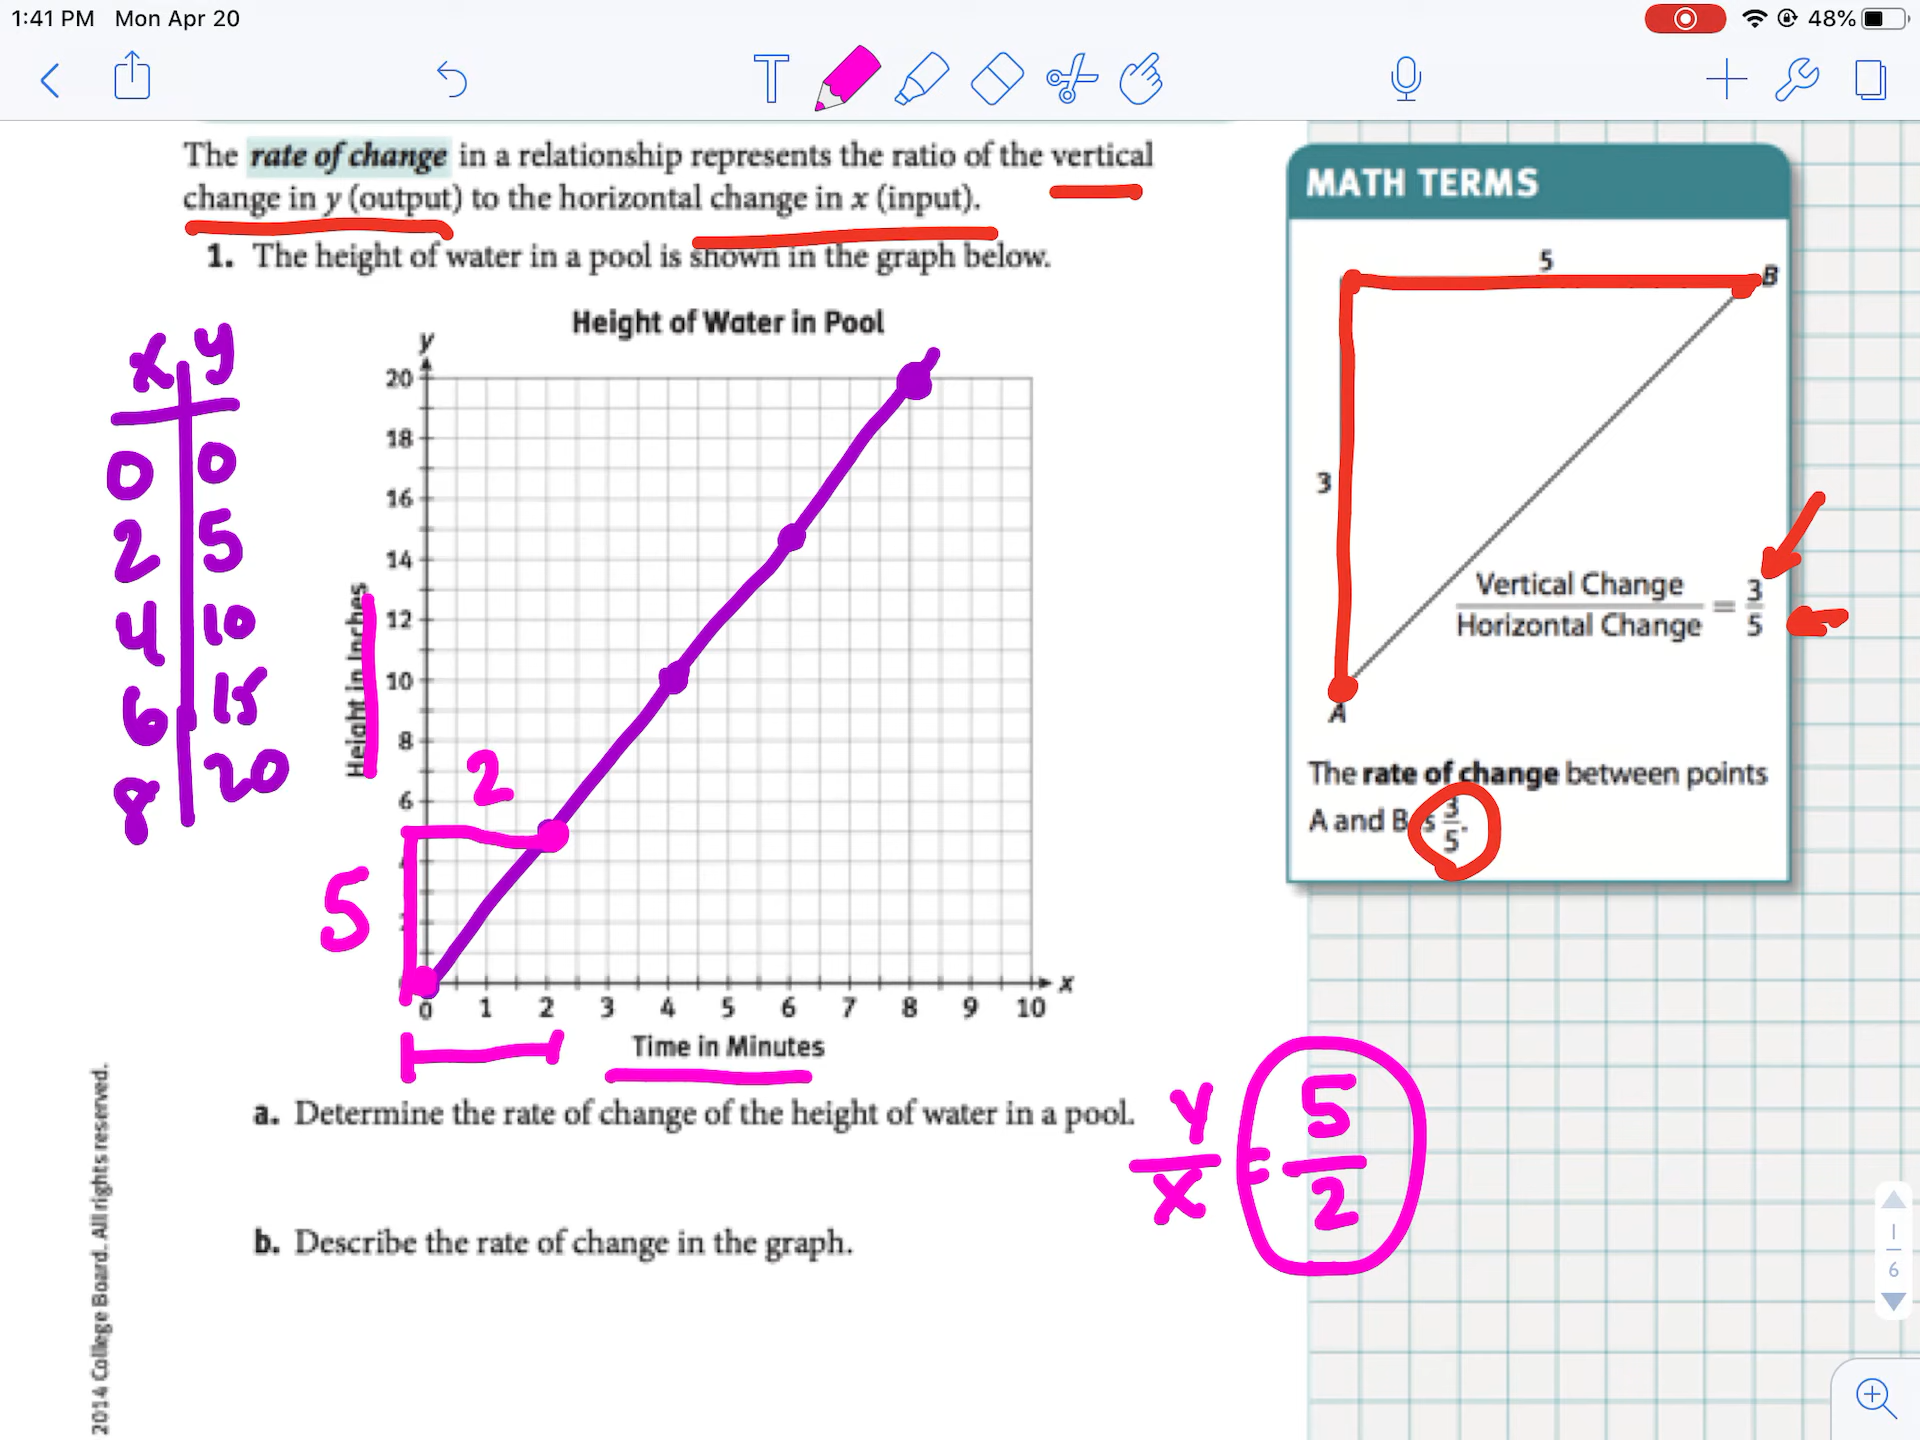 1:41 PM Mon Apr 20
48%
T
The rate of change in a relationship represents the ratio of the vertical
change in y (output) to the horizontal change in x (input).
1. The height of water in a pool is shown in the graph below.
Height of Water in Pool
x y
0 0
2 5
4 10
6 15
8 20
y
20
18
16
14
12
10
8
6
Height in Inches
2
5
0 1 2 3 4 5 6 7 8 9 10 x
Time in Minutes
a. Determine the rate of change of the height of water in a pool.
y/x = 5/2
b. Describe the rate of change in the graph.
2014 College Board. All rights reserved.
MATH TERMS
5
B
3
Vertical Change
Horizontal Change
= 3/5
A
The rate of change between points
A and B is 3/5.
1
6